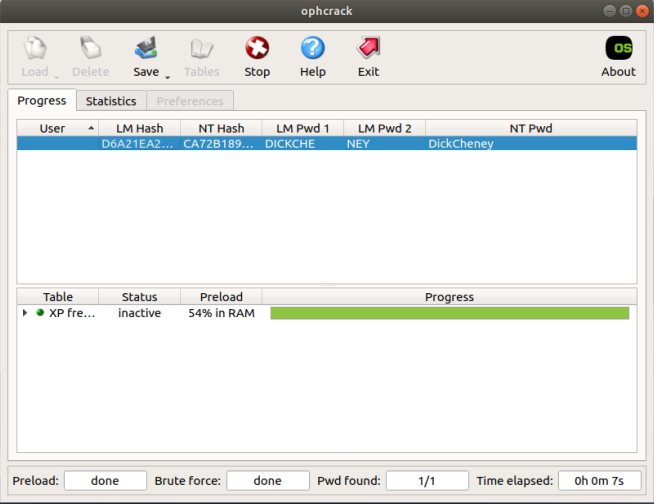 ophcrack
Load Delete Save Tables Stop Help Exit About
OS
Progress Statistics Preferences
User LM Hash NT Hash LM Pwd 1 LM Pwd 2 NT Pwd
D6A21EA2... CA72B189... DICKCHE NEY DickCheney
Table Status Preload Progress
XP fre... inactive 54% in RAM
Preload: done Brute force: done Pwd found: 1/1 Time elapsed: 0h 0m 7s